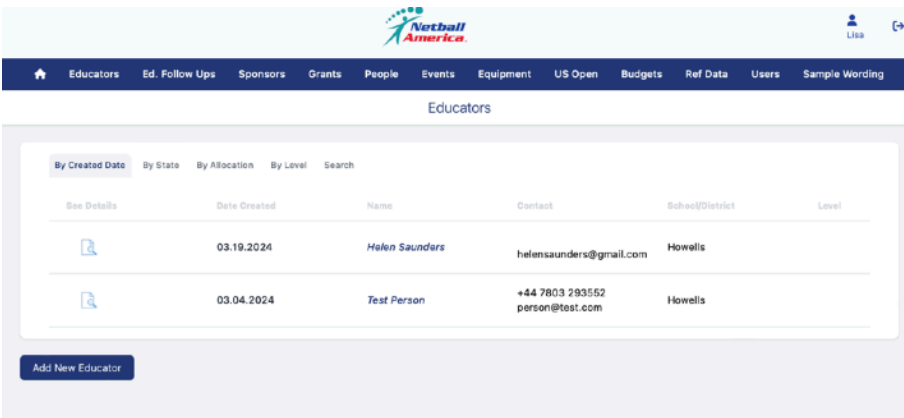 Netball
America.
Lisa
Educators Ed. Follow Ups Sponsors Grants People Events Equipment US Open Budgets Ref Data Users Sample Wording
Educators
By Created Date By State By Allocation By Level Search
See Details Date Created Name Contact School/District Level
03.19.2024 Helen Saunders helensaunders@gmail.com Howells
03.04.2024 Test Person +44 7803 293552 Howells
person@test.com
Add New Educator